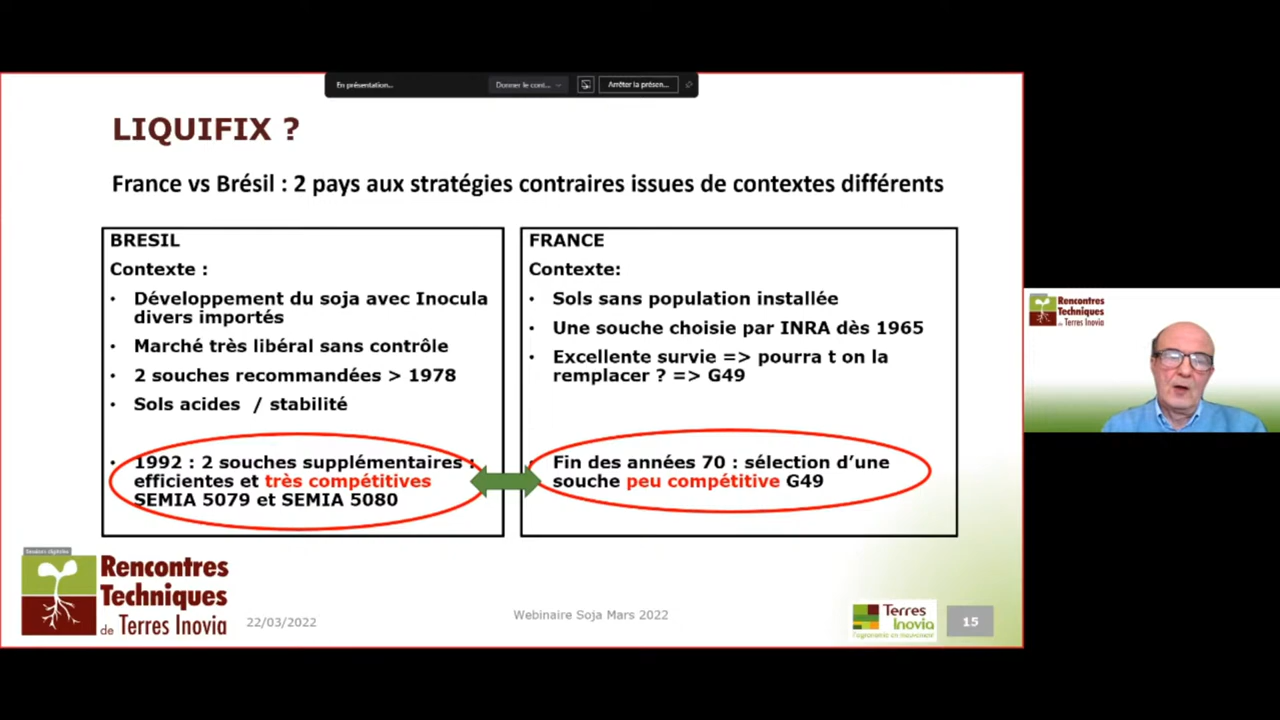 En présentation...
Donner le cont...
Arrêter la présen...
LIQUIFIX ?
France vs Brésil : 2 pays aux stratégies contraires issues de contextes différents
BRESIL
Contexte :
• Développement du soja avec Inocula
divers importés
• Marché très libéral sans contrôle
• 2 souches recommandées > 1978
• Sols acides / stabilité
• 1992 : 2 souches supplémentaires :
efficientes et très compétitives
SEMIA 5079 et SEMIA 5080
FRANCE
Contexte:
• Sols sans population installée
• Une souche choisie par INRA dès 1965
• Excellente survie => pourra t on la
remplacer ? => G49
• Fin des années 70 : sélection d’une
souche peu compétitive G49
Rencontres
Techniques
de Terres Inovia
22/03/2022
Webinaire Soja Mars 2022
Terres
Inovia
l'agronomie en mouvement
15
Rencontres
Techniques
de Terres Inovia